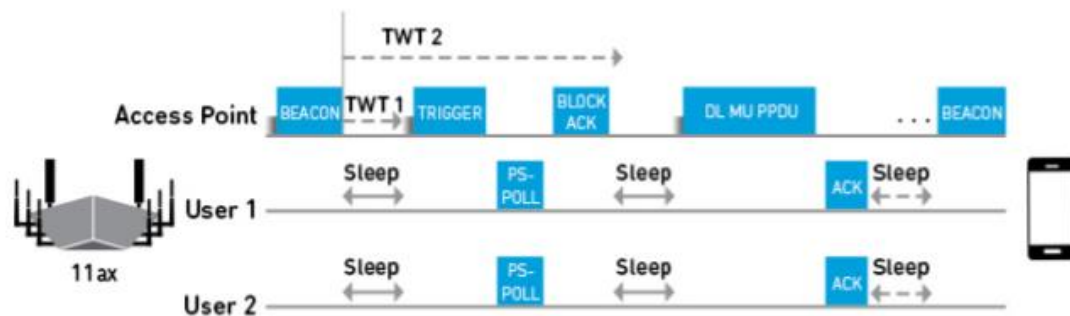 TWT 2
Access Point
BEACON
TWT 1
TRIGGER
BLOCK
ACK
DL MU PPDU
...
BEACON
Sleep
PS-
POLL
Sleep
ACK
Sleep
User 1
11ax
Sleep
PS-
POLL
Sleep
ACK
Sleep
User 2